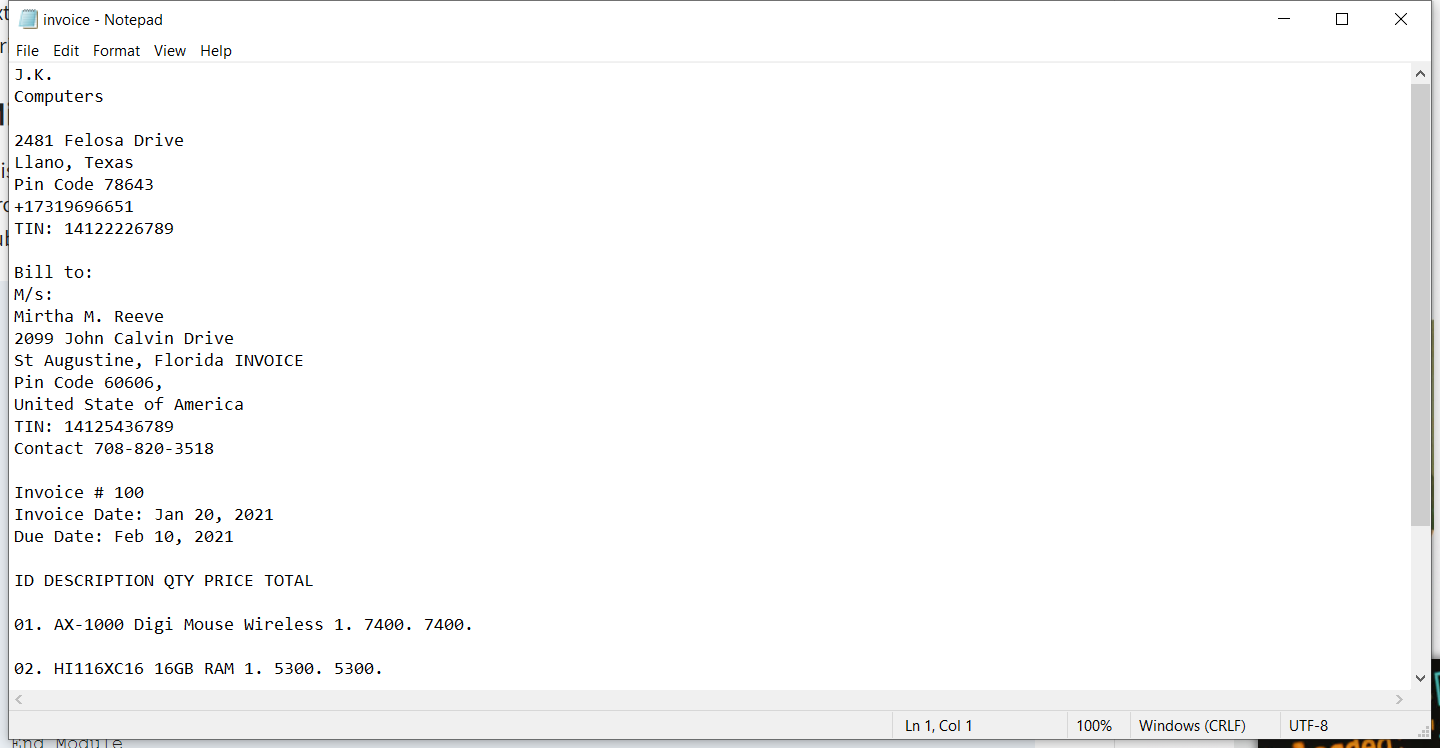 invoice - Notepad
File Edit Format View Help
J.K.
Computers
2481 Felosa Drive
Llano, Texas
Pin Code 78643
+17319696651
TIN: 14122226789
Bill to:
M/s:
Mirtha M. Reeve
2099 John Calvin Drive
St Augustine, Florida INVOICE
Pin Code 60606,
United State of America
TIN: 14125436789
Contact 708-820-3518
Invoice # 100
Invoice Date: Jan 20, 2021
Due Date: Feb 10, 2021
ID DESCRIPTION QTY PRICE TOTAL
01. AX-1000 Digi Mouse Wireless 1. 7400. 7400.
02. HI116XC16 16GB RAM 1. 5300. 5300.
Ln 1, Col 1 100% Windows (CRLF) UTF-8
End Module